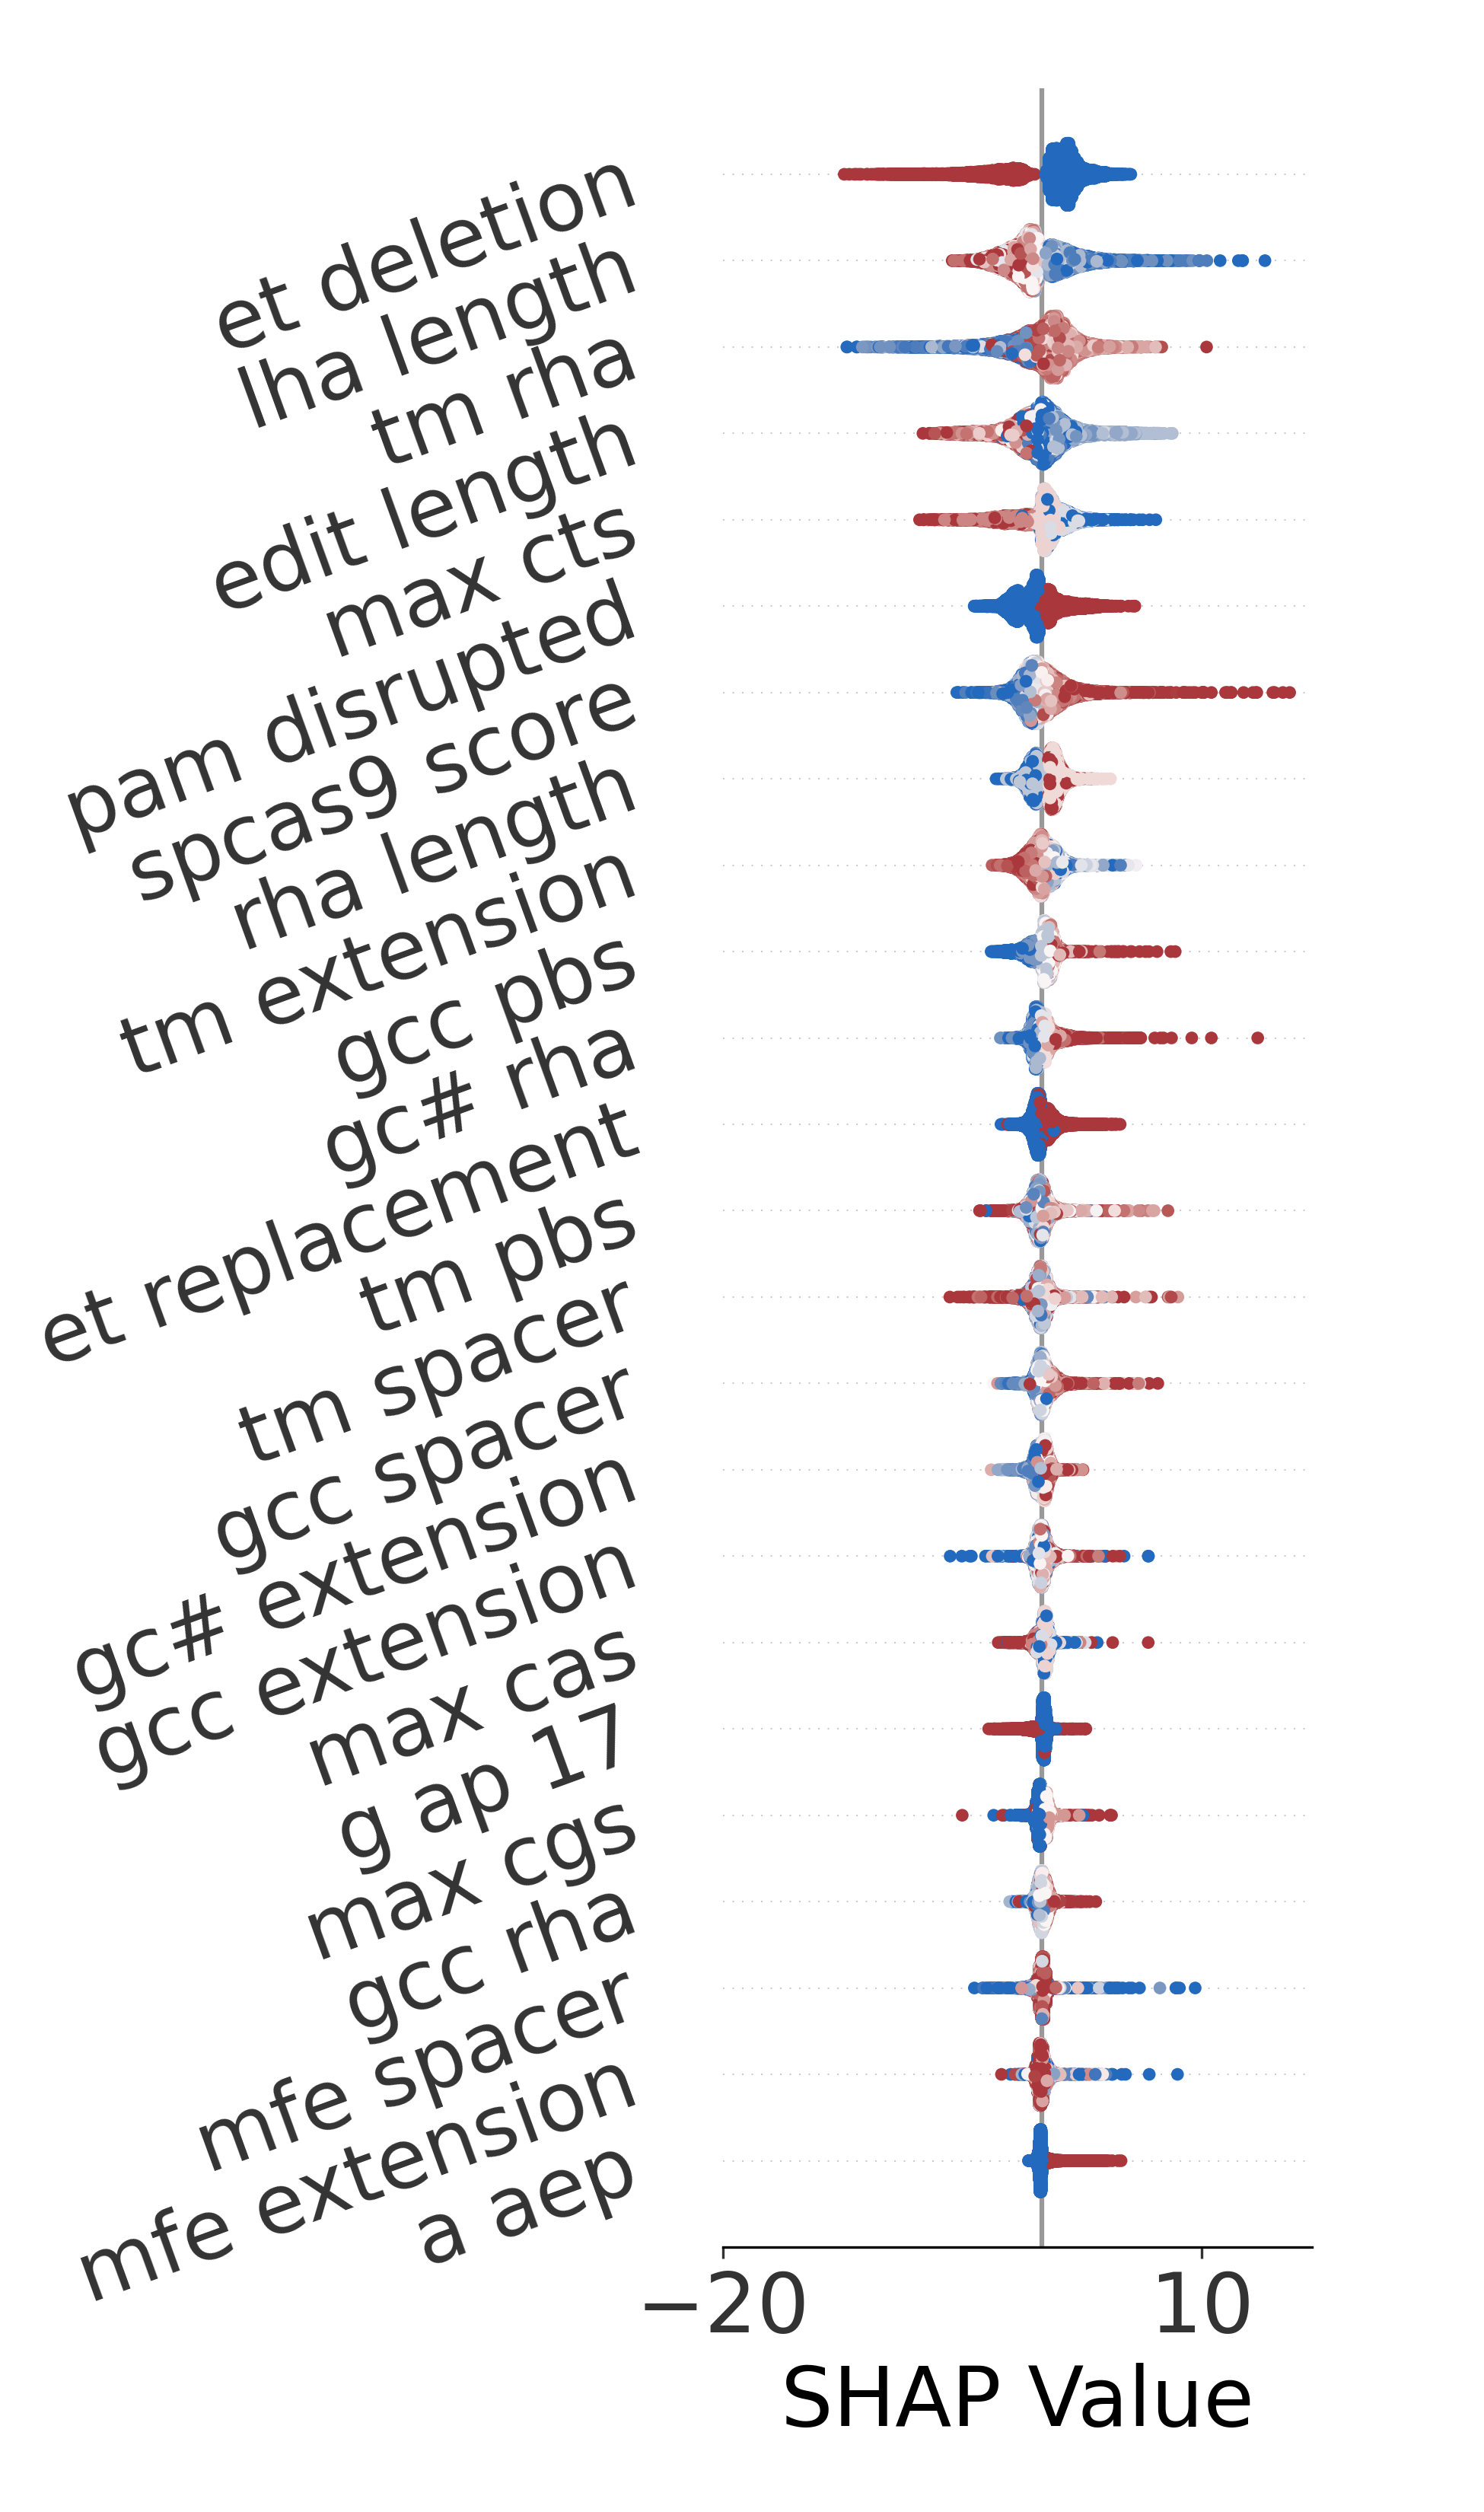 et deletion
lha length
tm rha
edit length
max cts
pam disrupted
spcas9 score
rha length
tm extension
gcc pbs
gc# rha
et replacement
tm pbs
tm spacer
gcc spacer
gc# extension
gcc extension
max cas
g ap 17
max cgs
gcc rha
mfe spacer
mfe extension
a aep
−20 10
SHAP Value